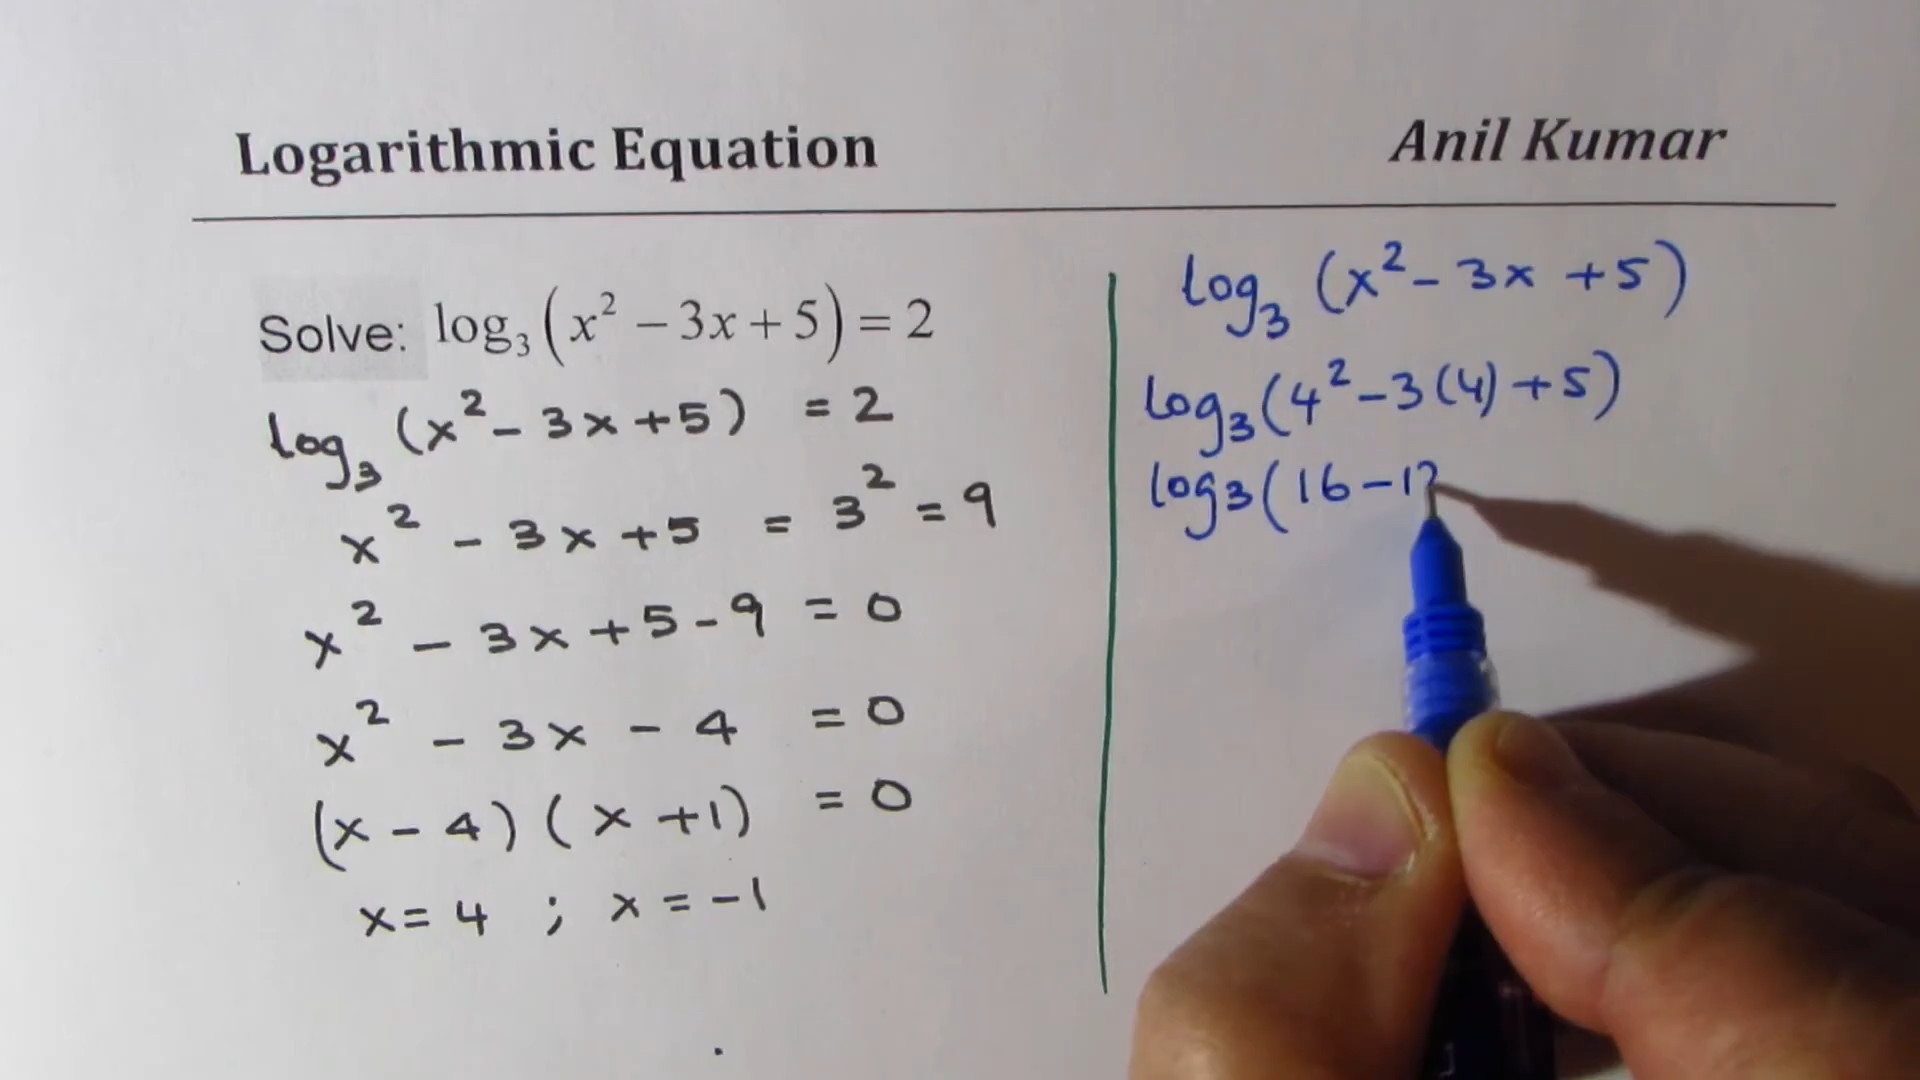 Logarithmic Equation
Anil Kumar
Solve: log₃(x² − 3x + 5) = 2
log₃ (x² − 3x + 5) = 2
x² − 3x + 5 = 3² = 9
x² − 3x + 5 − 9 = 0
x² − 3x − 4 = 0
(x − 4) (x + 1) = 0
x = 4 ; x = −1
log₃ (x² − 3x + 5)
log₃(4² − 3(4) + 5)
log₃(16 − 12